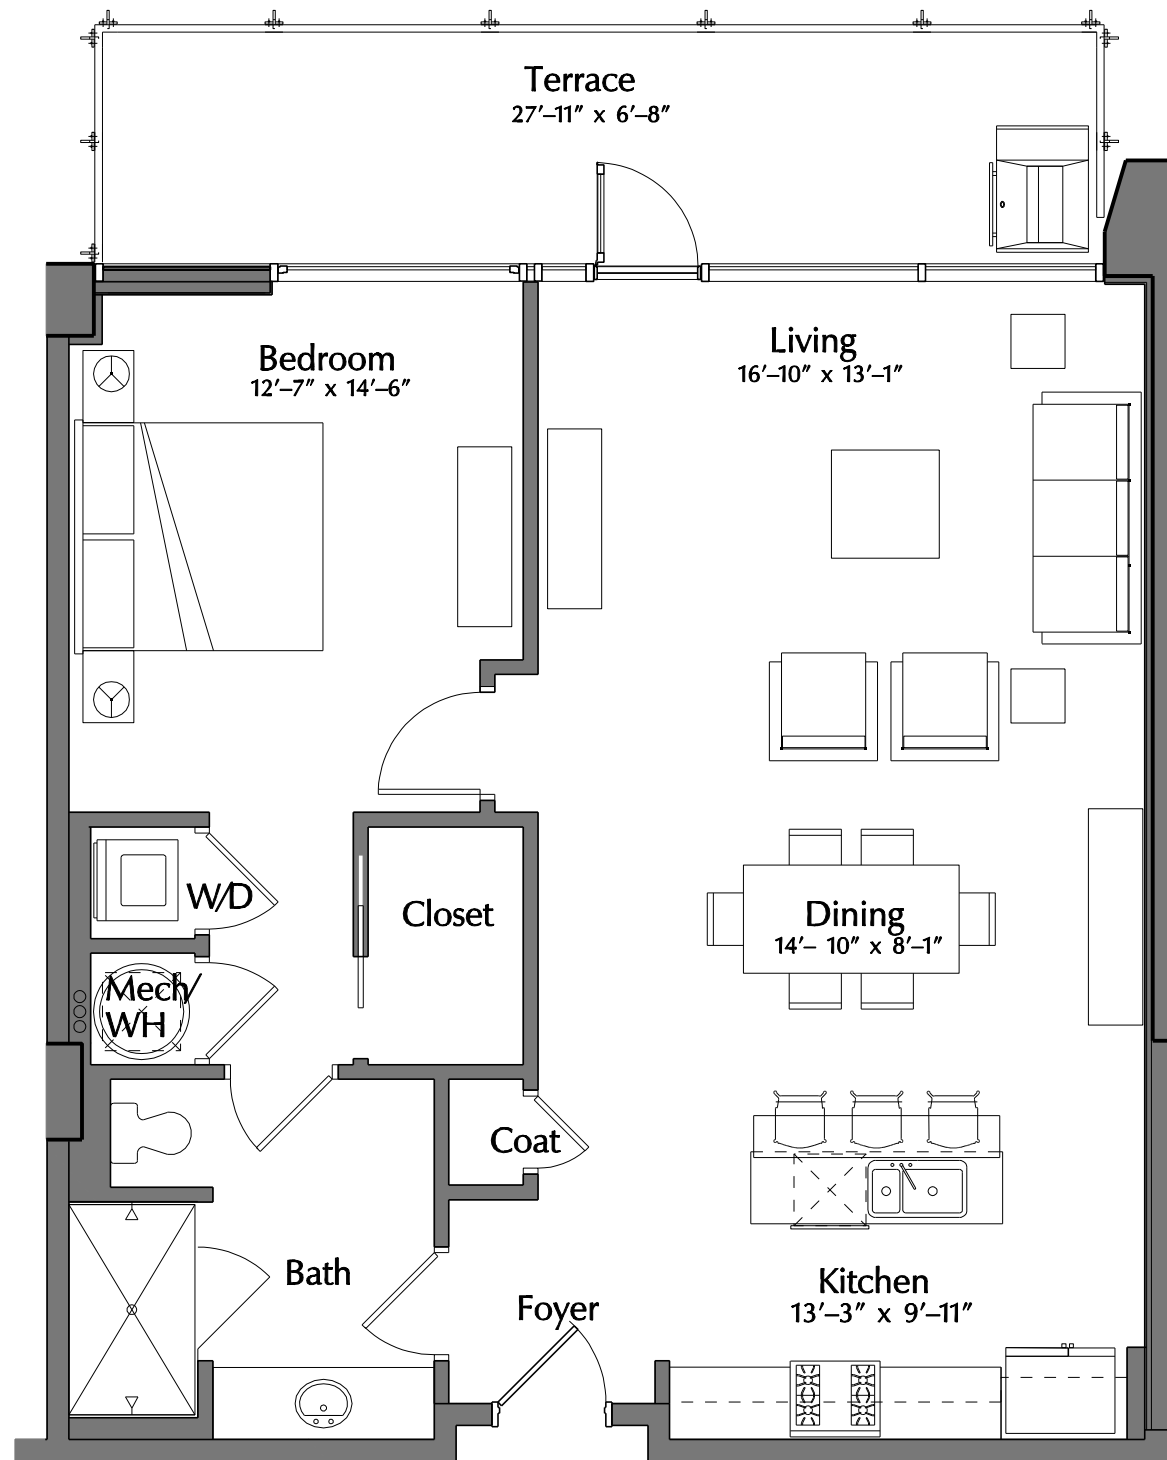 Terrace
27'–11" x 6'–8"
Living
16'–10" x 13'–1"
Bedroom
12'–7" x 14'–6"
W/D
Closet
Dining
14'– 10" x 8'–1"
Mech/
WH
Coat
Bath
Foyer
Kitchen
13'–3" x 9'–11"